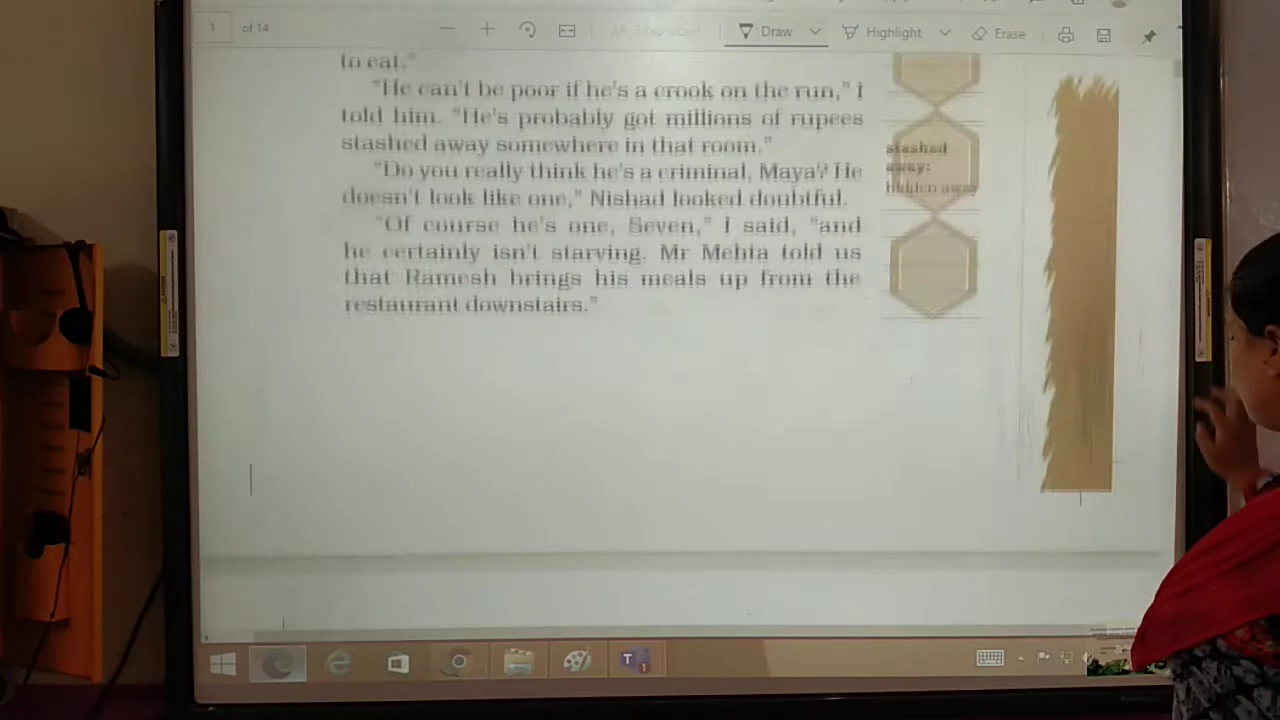 1 of 14
Draw
Highlight
Erase
to eat."
"He can't be poor if he's a crook on the run," I
told him. "He's probably got millions of rupees
stashed away somewhere in that room."
"Do you really think he's a criminal, Maya? He
doesn't look like one," Nishad looked doubtful.
"Of course he's one, Seven," I said, "and
he certainly isn't starving. Mr Mehta told us
that Ramesh brings his meals up from the
restaurant downstairs."
stashed
away:
hidden away